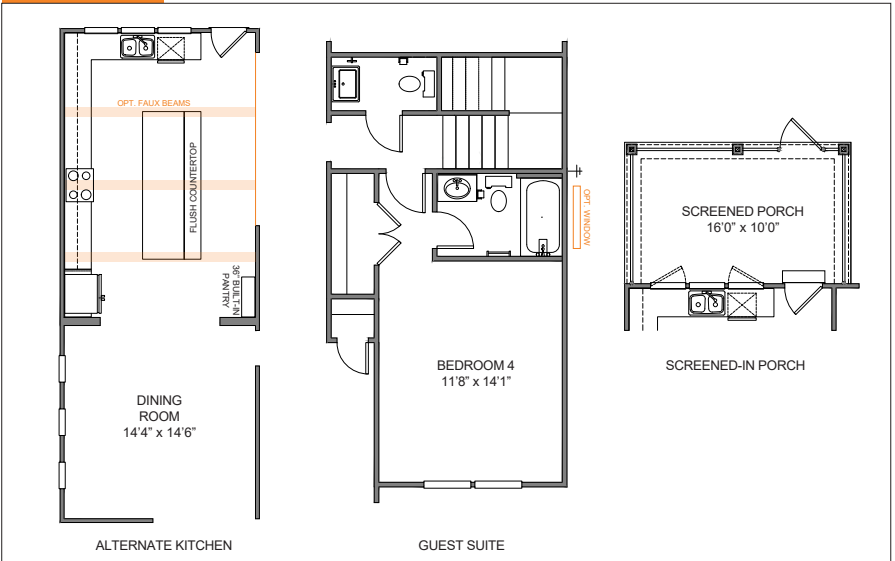 OPT. FAUX BEAMS
FLUSH COUNTERTOP
36" BUILT-IN
PANTRY
DINING
ROOM
14'4" x 14'6"
ALTERNATE KITCHEN
OPT. WINDOW
BEDROOM 4
11'8" x 14'1"
GUEST SUITE
SCREENED PORCH
16'0" x 10'0"
SCREENED-IN PORCH